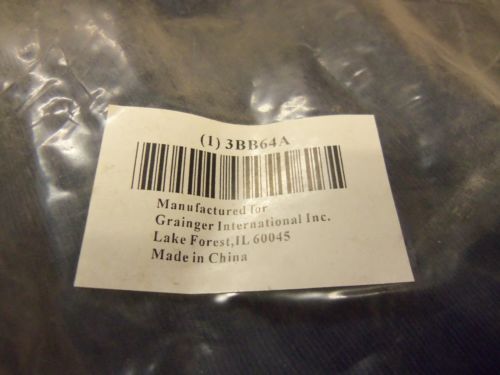 (1) 3BB64A
Manufactured for
Grainger International Inc.
Lake Forest,IL 60045
Made in China